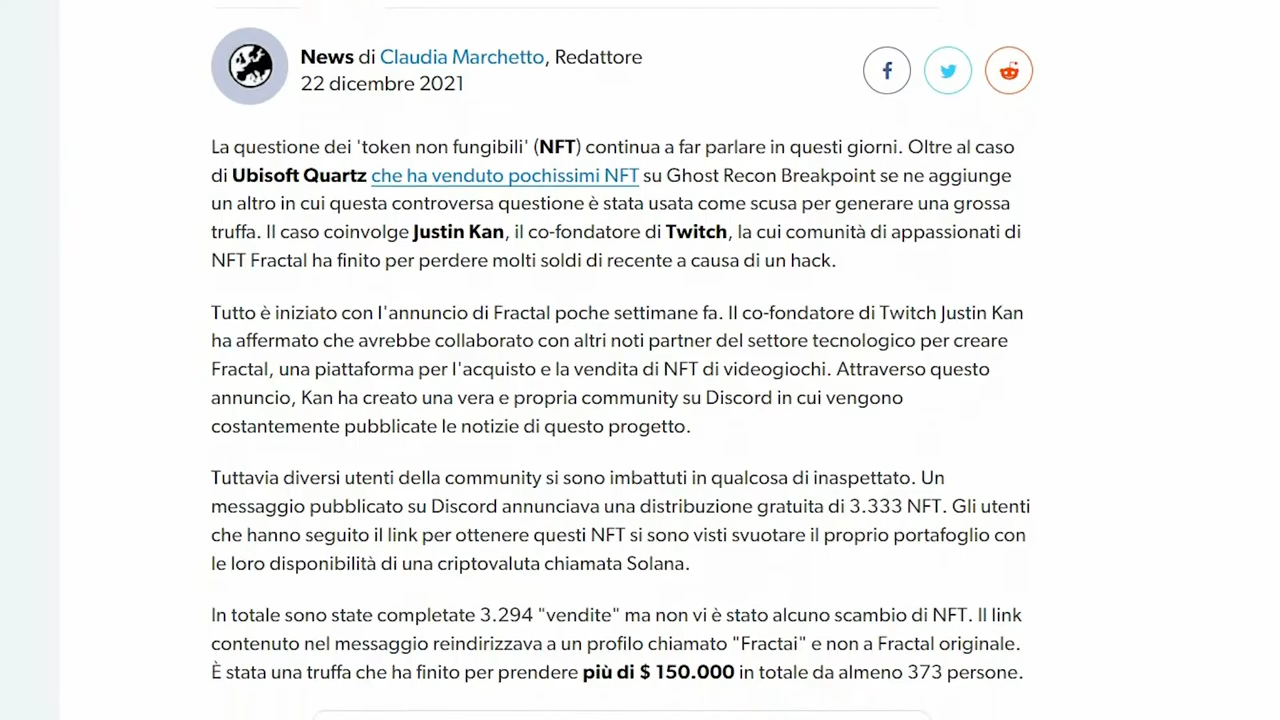 News di Claudia Marchetto, Redattore
22 dicembre 2021
La questione dei 'token non fungibili' (NFT) continua a far parlare in questi giorni. Oltre al caso
di Ubisoft Quartz che ha venduto pochissimi NFT su Ghost Recon Breakpoint se ne aggiunge
un altro in cui questa controversa questione è stata usata come scusa per generare una grossa
truffa. Il caso coinvolge Justin Kan, il co-fondatore di Twitch, la cui comunità di appassionati di
NFT Fractal ha finito per perdere molti soldi di recente a causa di un hack.
Tutto è iniziato con l'annuncio di Fractal poche settimane fa. Il co-fondatore di Twitch Justin Kan
ha affermato che avrebbe collaborato con altri noti partner del settore tecnologico per creare
Fractal, una piattaforma per l'acquisto e la vendita di NFT di videogiochi. Attraverso questo
annuncio, Kan ha creato una vera e propria community su Discord in cui vengono
costantemente pubblicate le notizie di questo progetto.
Tuttavia diversi utenti della community si sono imbattuti in qualcosa di inaspettato. Un
messaggio pubblicato su Discord annunciava una distribuzione gratuita di 3.333 NFT. Gli utenti
che hanno seguito il link per ottenere questi NFT si sono visti svuotare il proprio portafoglio con
le loro disponibilità di una criptovaluta chiamata Solana.
In totale sono state completate 3.294 "vendite" ma non vi è stato alcuno scambio di NFT. Il link
contenuto nel messaggio reindirizzava a un profilo chiamato "Fractai" e non a Fractal originale.
È stata una truffa che ha finito per prendere più di $ 150.000 in totale da almeno 373 persone.